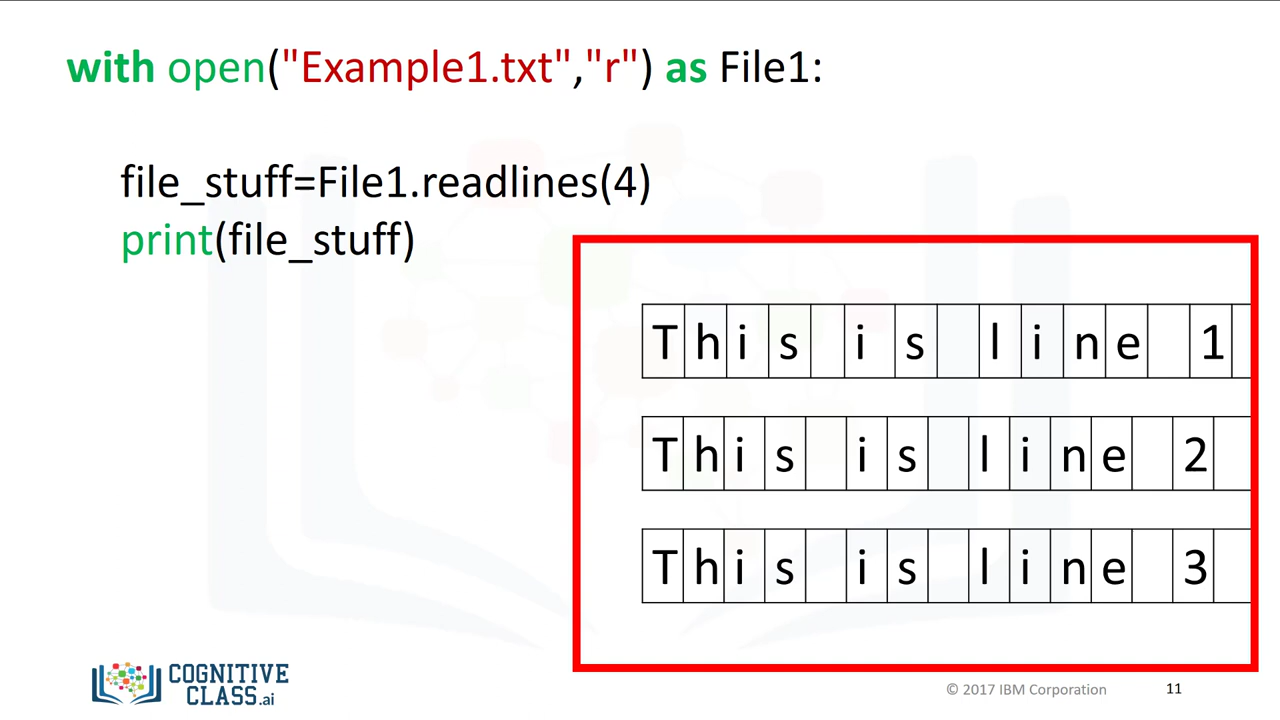 with open("Example1.txt","r") as File1:
file_stuff=File1.readlines(4)
print(file_stuff)
This is line 1
This is line 2
This is line 3
COGNITIVE
CLASS.ai
© 2017 IBM Corporation
11